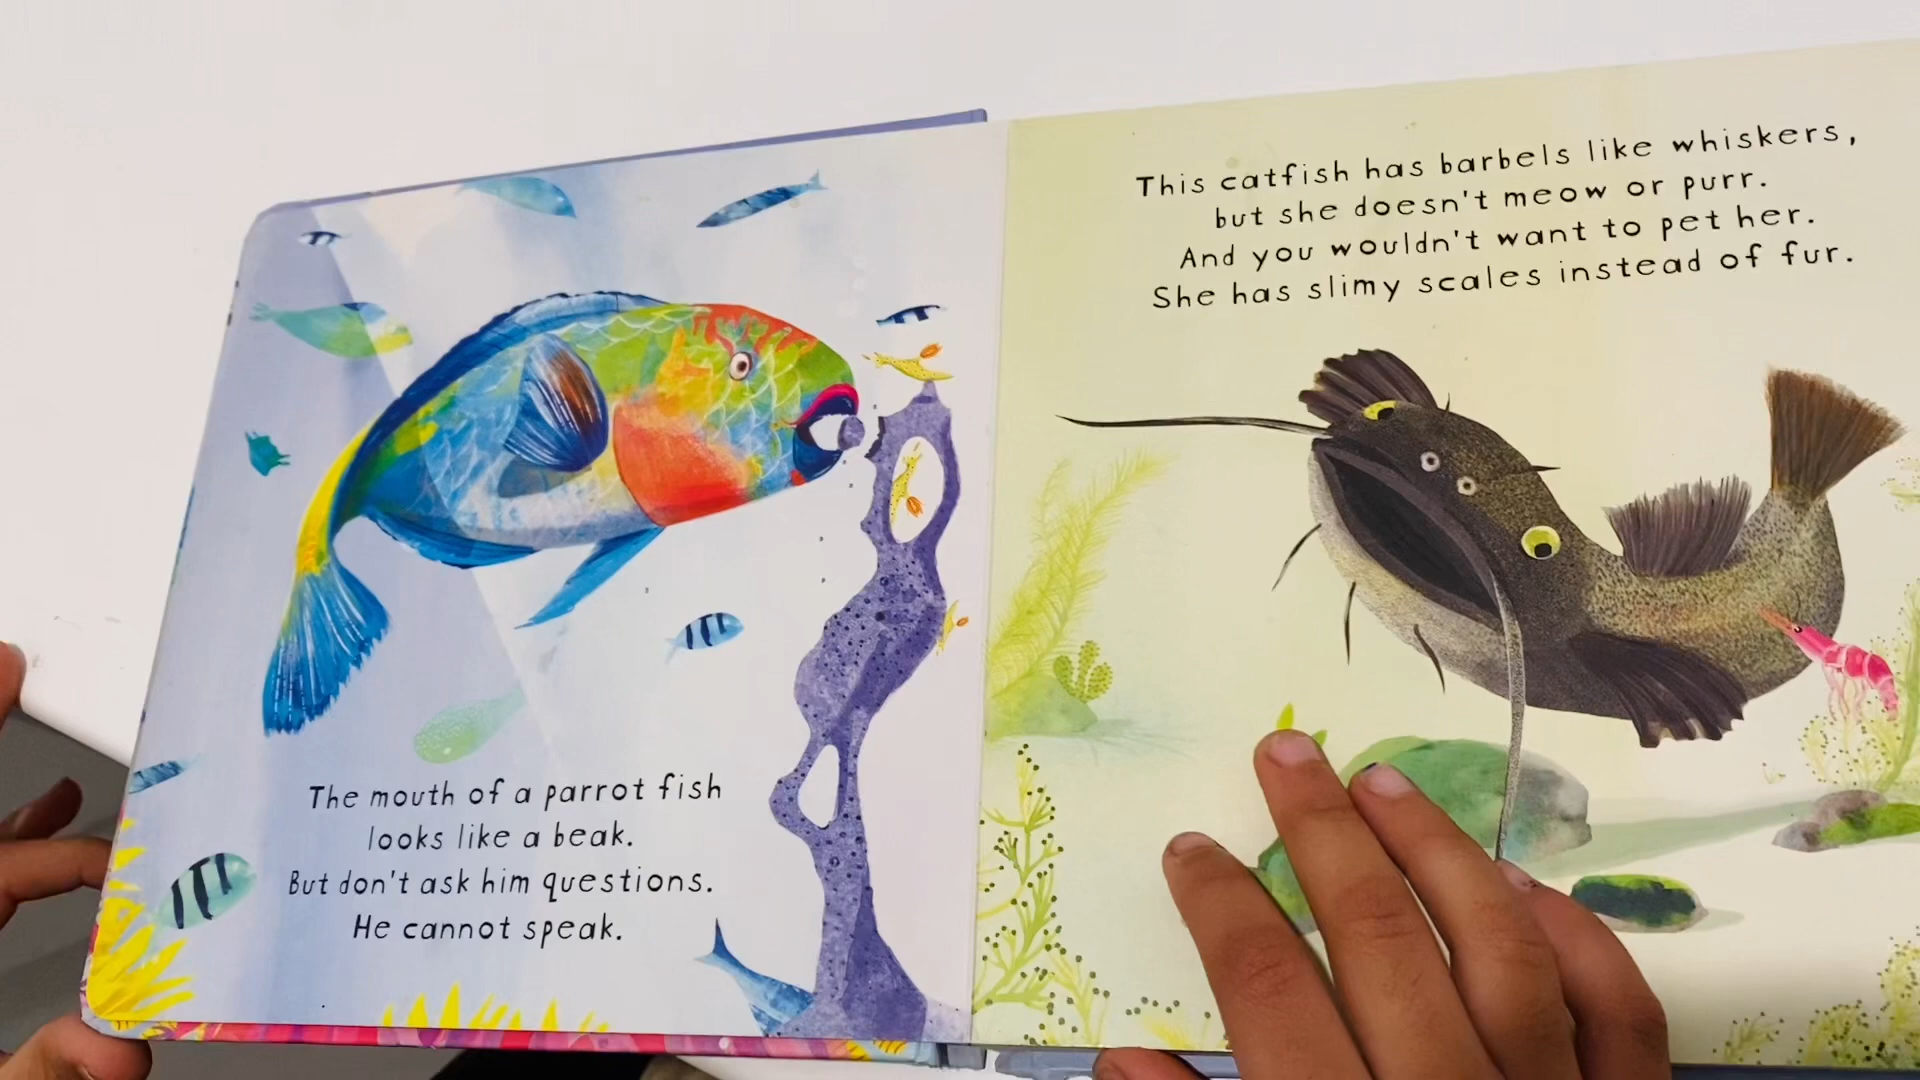 The mouth of a parrot fish
looks like a beak.
But don't ask him questions.
He cannot speak.
This catfish has barbels like whiskers,
but she doesn't meow or purr.
And you wouldn't want to pet her.
She has slimy scales instead of fur.